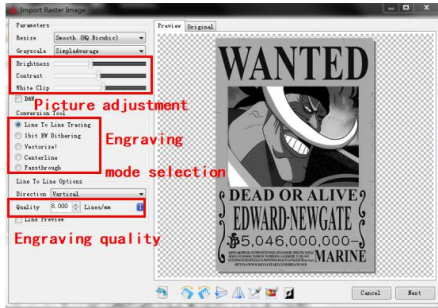 Import Raster Image
Parameters
Resize Smooth (HQ Bicubic)
Grayscale SimpleAverage
Brightness
Contrast
White Clip
Picture adjustment
Conversion Tool
Line To Line Tracing
1bit BW Dithering
Vectorize!
Centerline
Passthrough
Engraving
mode selection
Line To Line Options
Direction Vertical
Quality 8.000 Lines/mm
Line Preview
Engraving quality
Preview Original
WANTED
DEAD OR ALIVE
EDWARD·NEWGATE
5,046,000,000-
MARINE
Cancel Next